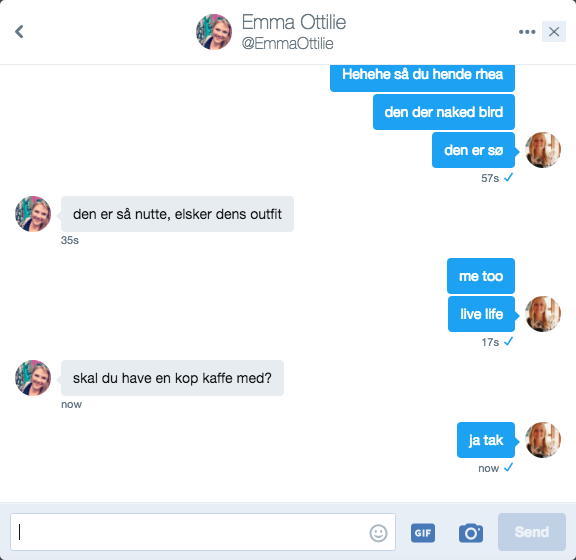 Emma Ottilie
@EmmaOttilie
Hehehe så du hende rhea
den der naked bird
den er sø
57s
den er så nutte, elsker dens outfit
35s
me too
live life
17s
skal du have en kop kaffe med?
now
ja tak
now
GIF
Send